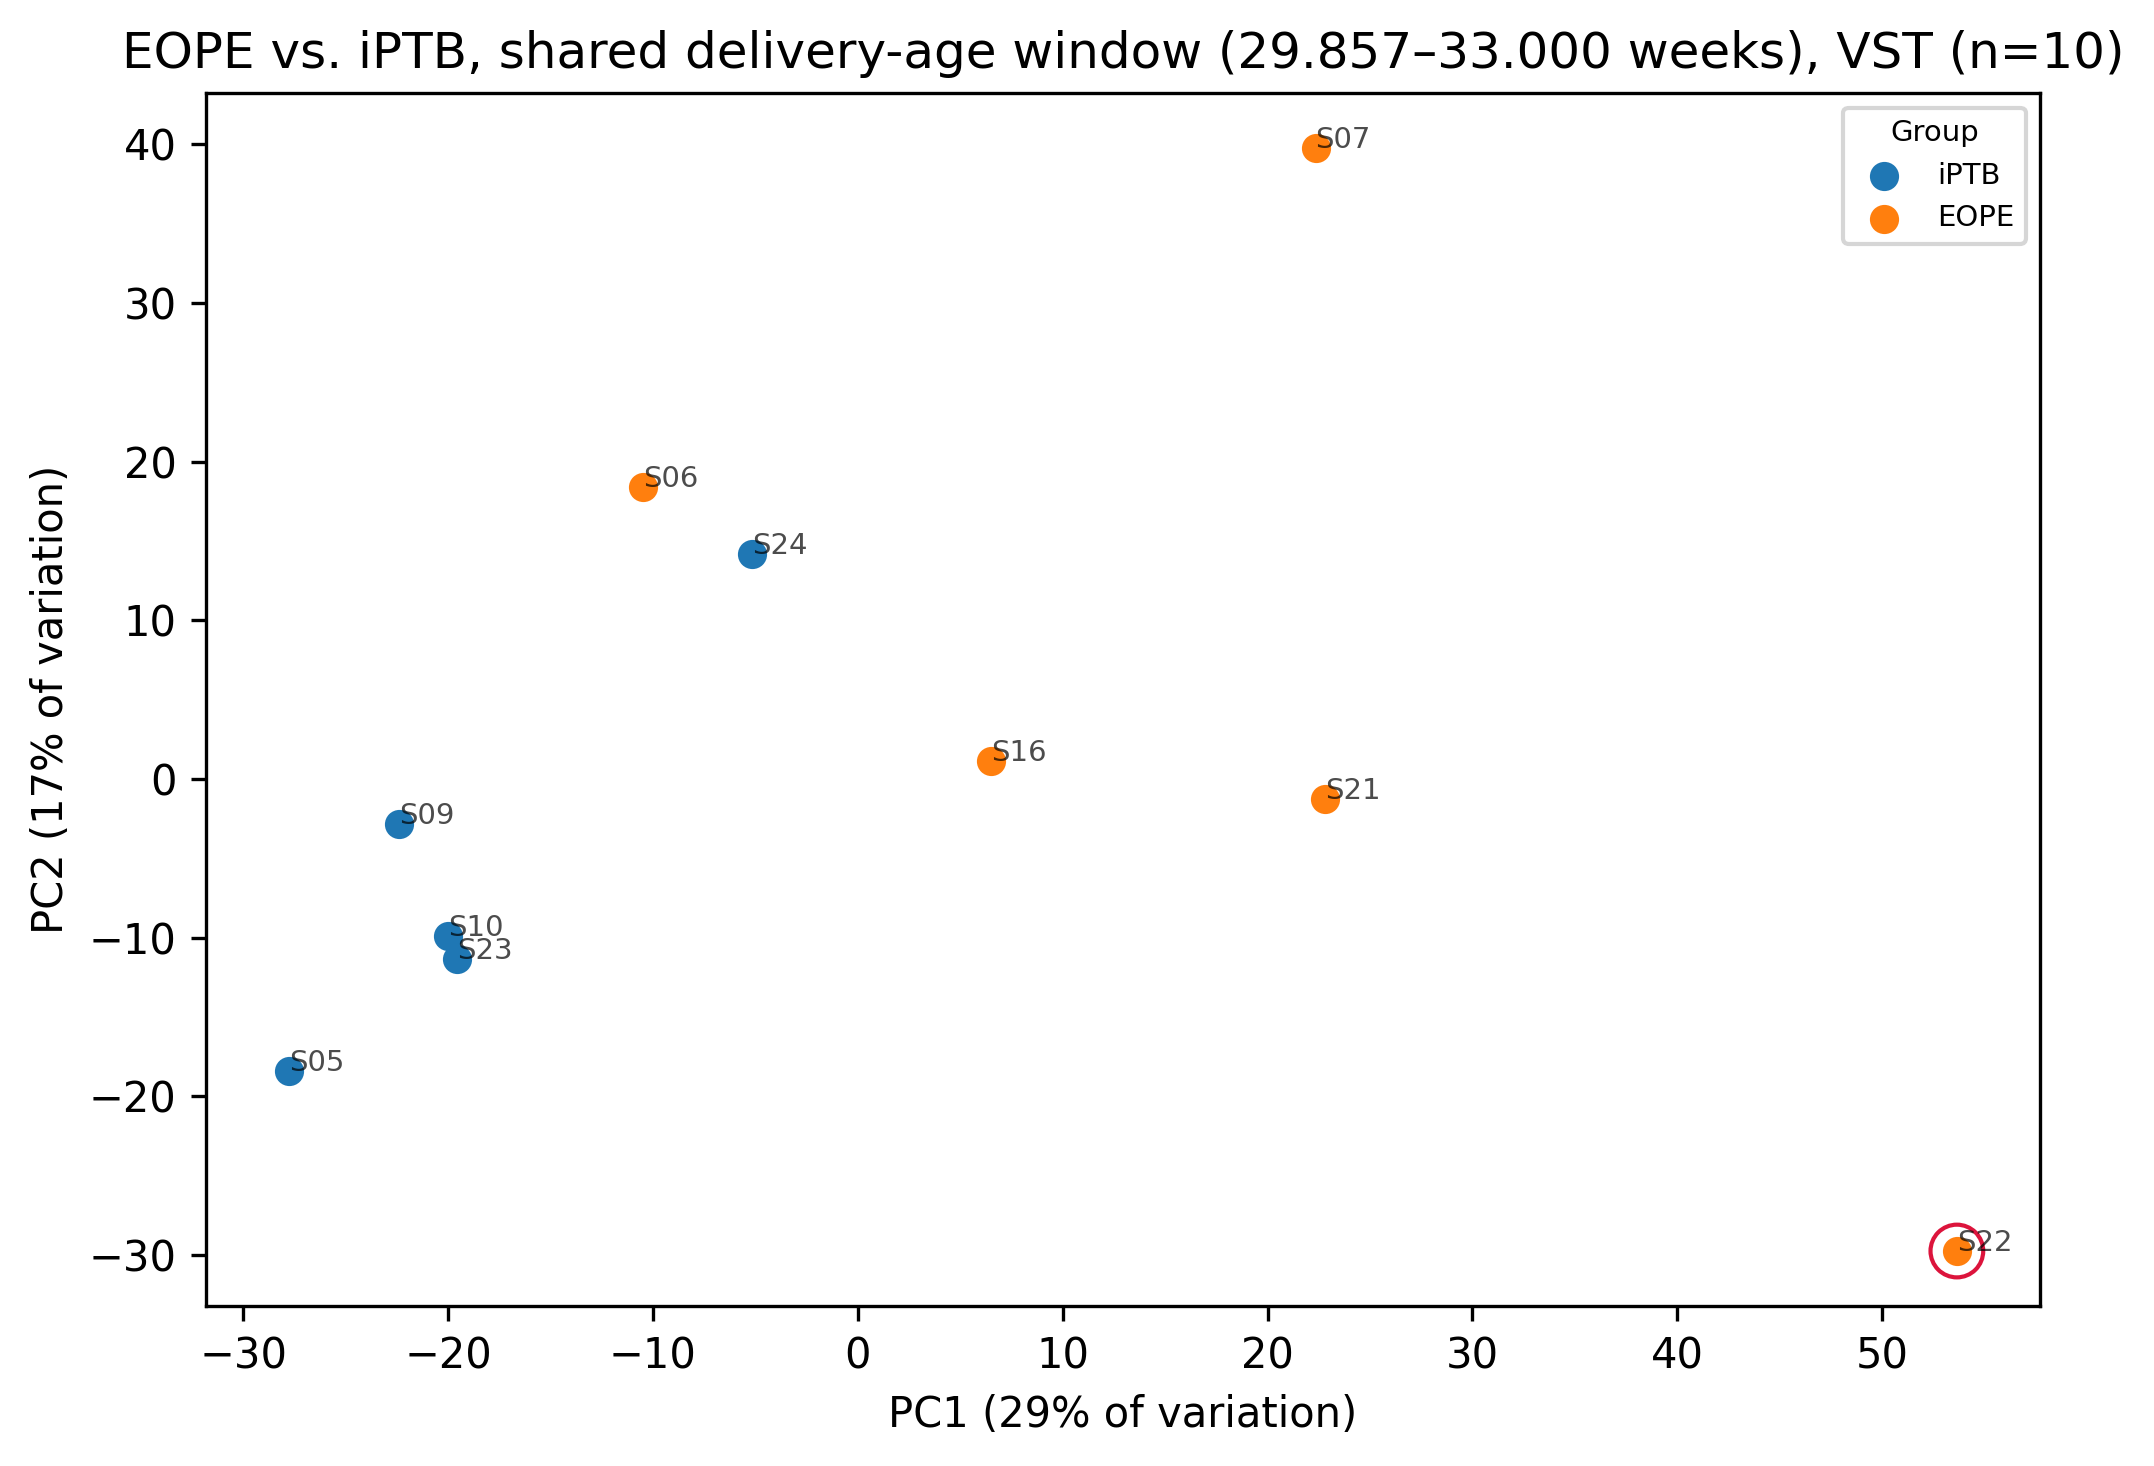 EOPE vs. iPTB, shared delivery-age window (29.857–33.000 weeks), VST (n=10)
Group
iPTB
EOPE
S07
S06
S24
S16
S21
S09
S10
S23
S05
S22
40
30
20
10
0
−10
−20
−30
PC2 (17% of variation)
−30 −20 −10 0 10 20 30 40 50
PC1 (29% of variation)